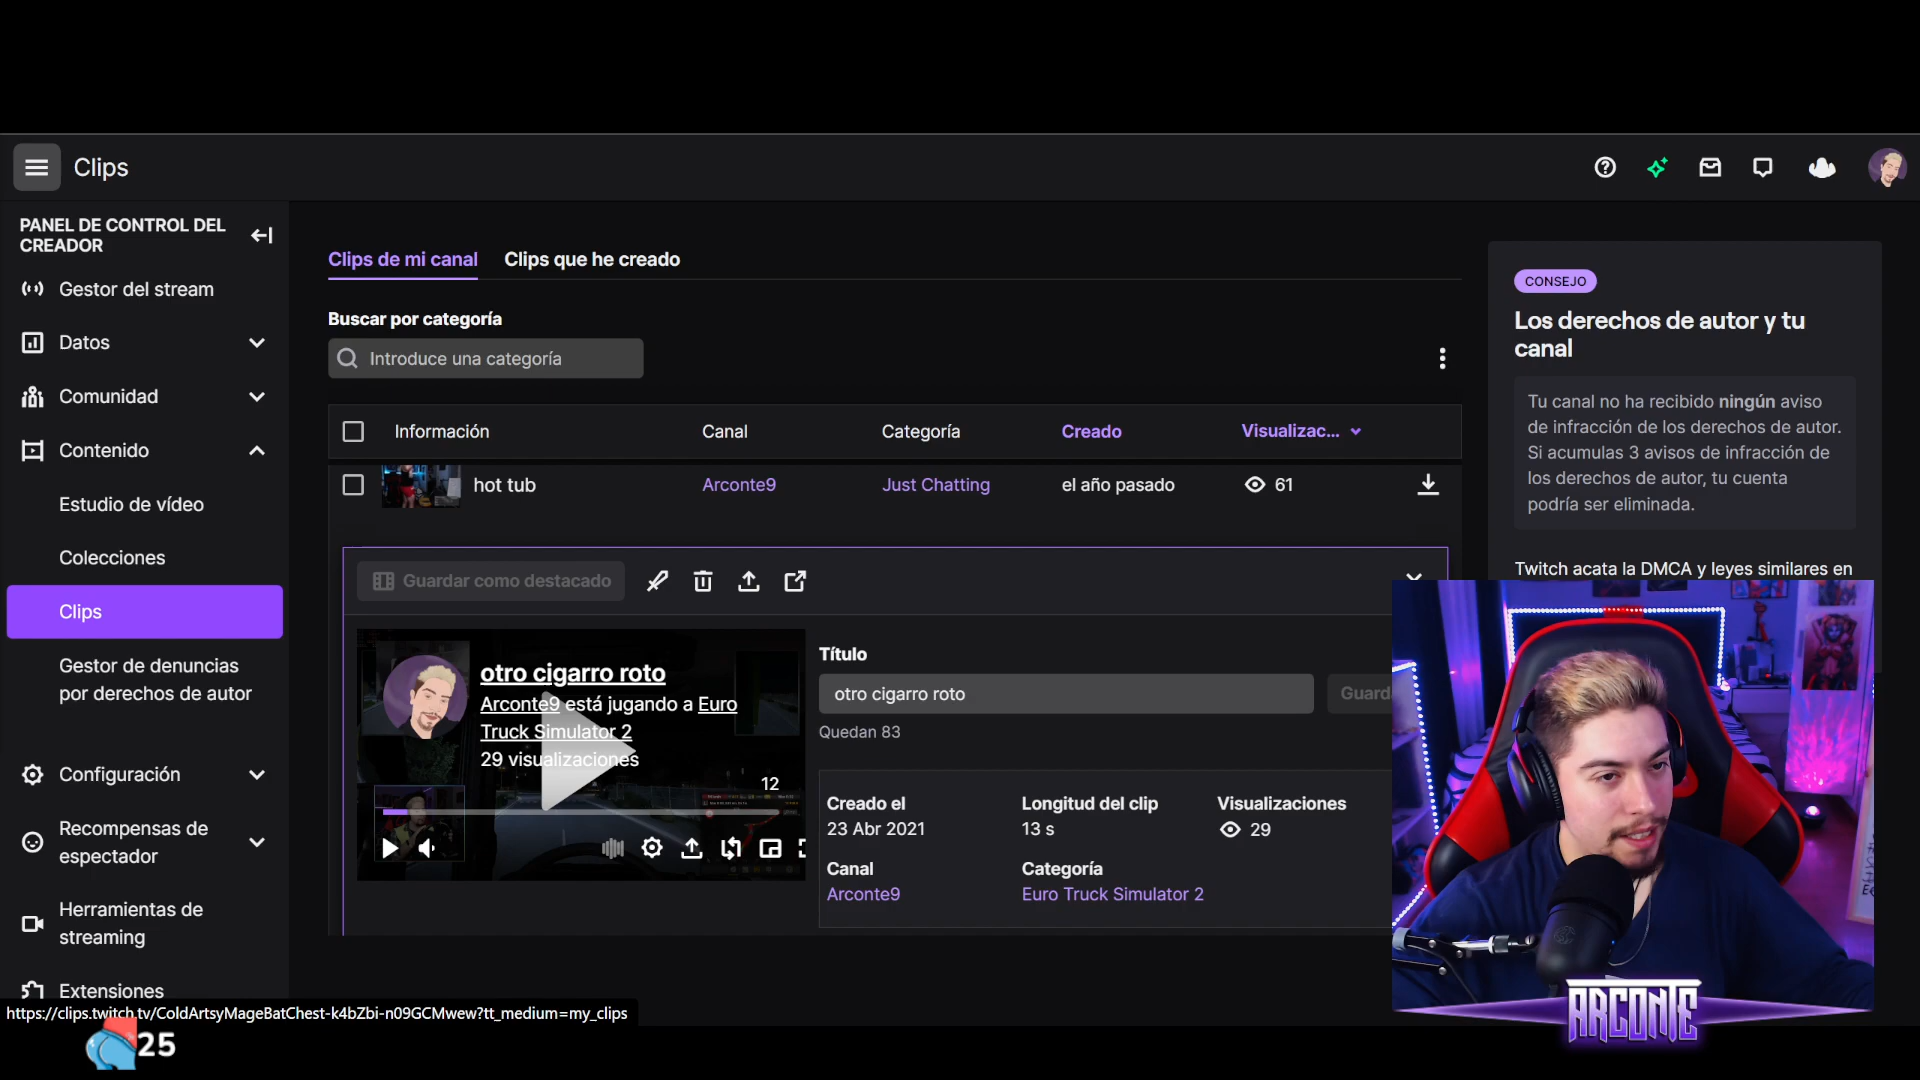 Clips
PANEL DE CONTROL DEL
CREADOR
Gestor del stream
Datos
Comunidad
Contenido
Estudio de vídeo
Colecciones
Clips
Gestor de denuncias
por derechos de autor
Configuración
Recompensas de
espectador
Herramientas de
streaming
Extensiones
Clips de mi canal
Clips que he creado
Buscar por categoría
Introduce una categoría
Información
Canal
Categoría
Creado
Visualizac...
hot tub
Arconte9
Just Chatting
el año pasado
61
Guardar como destacado
otro cigarro roto
Arconte9 está jugando a Euro
Truck Simulator 2
29 visualizaciones
12
Título
otro cigarro roto
Guard
Quedan 83
Creado el
23 Abr 2021
Longitud del clip
13 s
Visualizaciones
29
Canal
Arconte9
Categoría
Euro Truck Simulator 2
CONSEJO
Los derechos de autor y tu
canal
Tu canal no ha recibido ningún aviso
de infracción de los derechos de autor.
Si acumulas 3 avisos de infracción de
los derechos de autor, tu cuenta
podría ser eliminada.
Twitch acata la DMCA y leyes similares en
ARCONTE
https://clips.twitch.tv/ColdArtsyMageBatChest-k4bZbi-n09GCMwew?tt_medium=my_clips
25